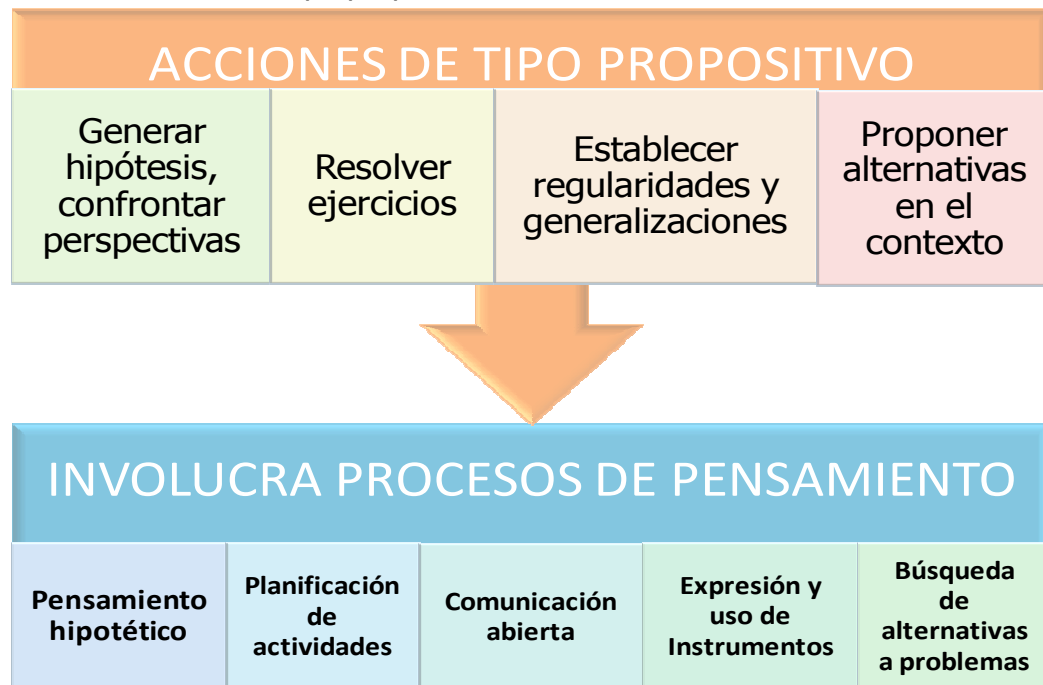 ACCIONES DE TIPO PROPOSITIVO
Generar
hipótesis,
confrontar
perspectivas
Resolver
ejercicios
Establecer
regularidades y
generalizaciones
Proponer
alternativas
en el
contexto
INVOLUCRA PROCESOS DE PENSAMIENTO
Pensamiento
hipotético
Planificación
de
actividades
Comunicación
abierta
Expresión y
uso de
Instrumentos
Búsqueda
de
alternativas
a problemas